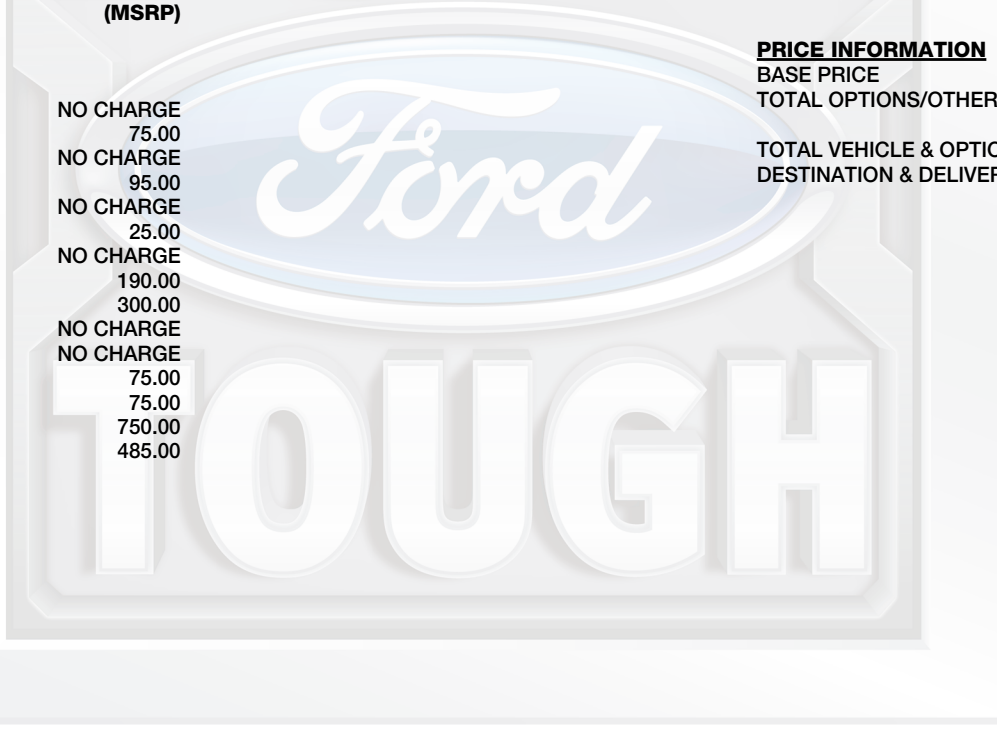 (MSRP)
NO CHARGE
75.00
NO CHARGE
95.00
NO CHARGE
25.00
NO CHARGE
190.00
300.00
NO CHARGE
NO CHARGE
75.00
75.00
750.00
485.00
PRICE INFORMATION
BASE PRICE
TOTAL OPTIONS/OTHER
TOTAL VEHICLE & OPTIO
DESTINATION & DELIVER
Ford
TOUGH